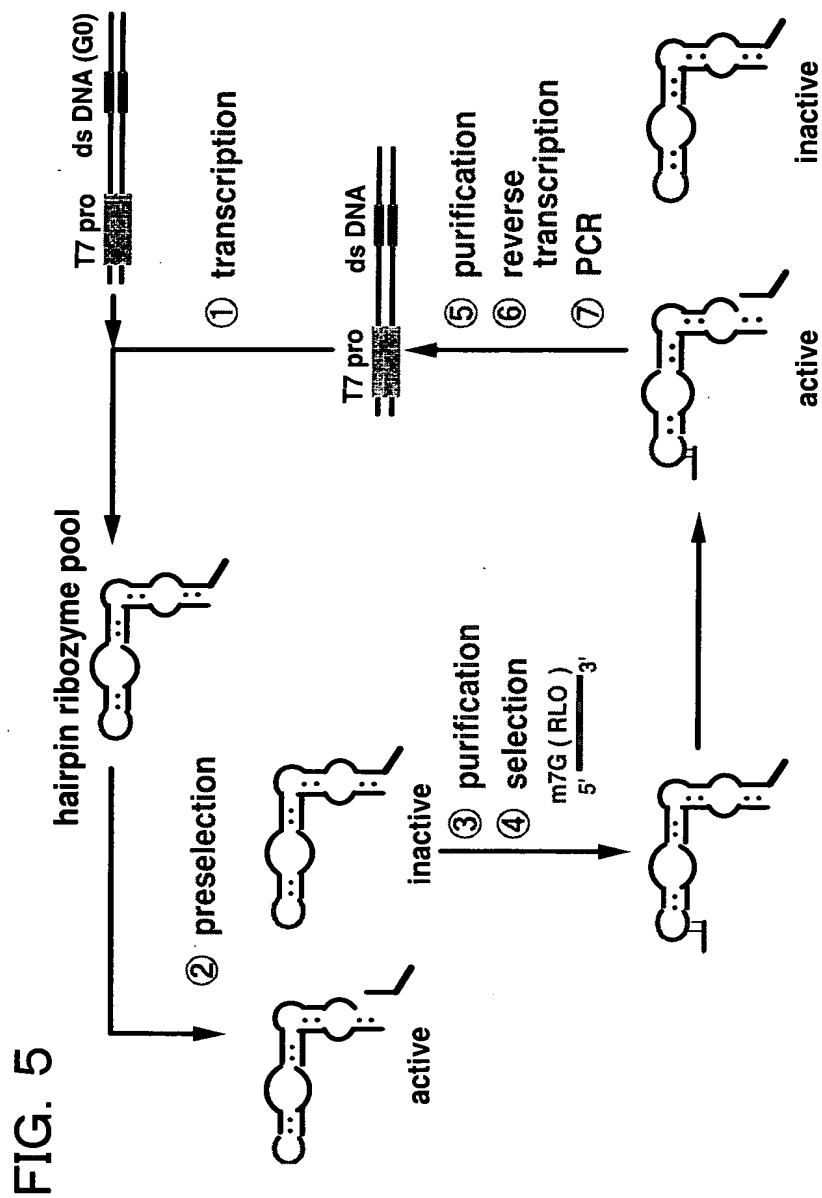 FIG. 5
hairpin ribozyme pool
T7 pro
ds DNA (G0)
① transcription
② preselection
active
inactive
③ purification
④ selection
m7G ( RLO )
5' 3'
T7 pro
ds DNA
⑤ purification
⑥ reverse
transcription
⑦ PCR
active
inactive